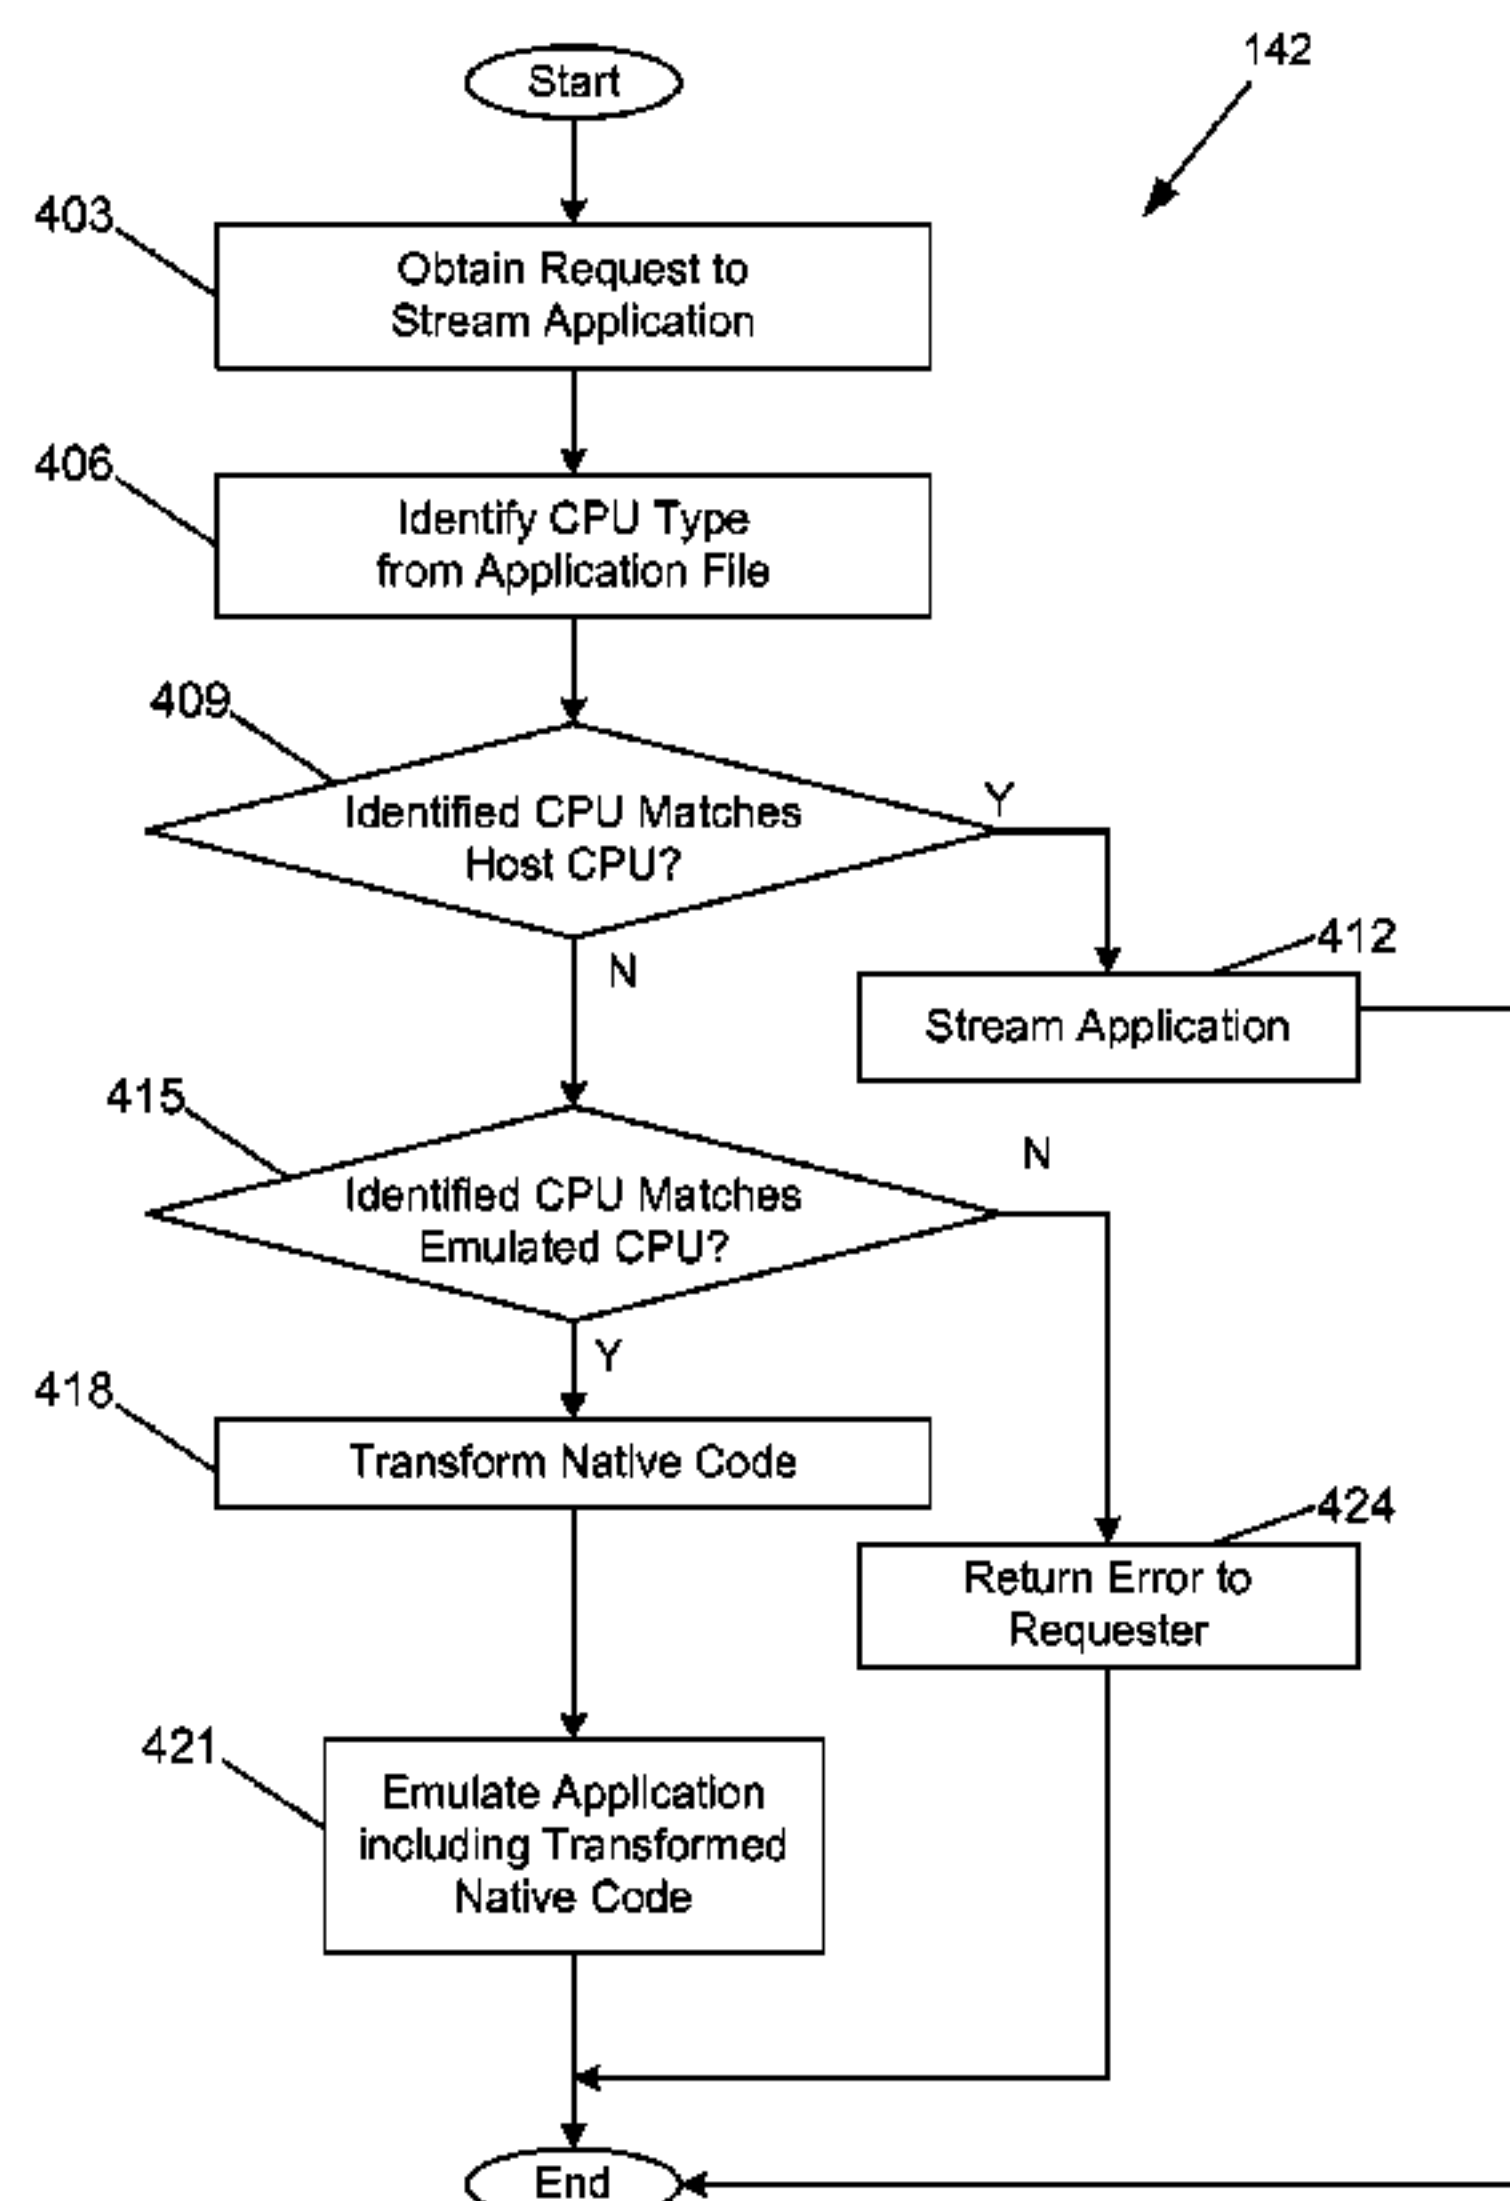 Start
142
403
Obtain Request to
Stream Application
406
Identify CPU Type
from Application File
409
Identified CPU Matches
Host CPU?
Y
N
412
Stream Application
415
Identified CPU Matches
Emulated CPU?
N
Y
418
Transform Native Code
424
Return Error to
Requester
421
Emulate Application
including Transformed
Native Code
End